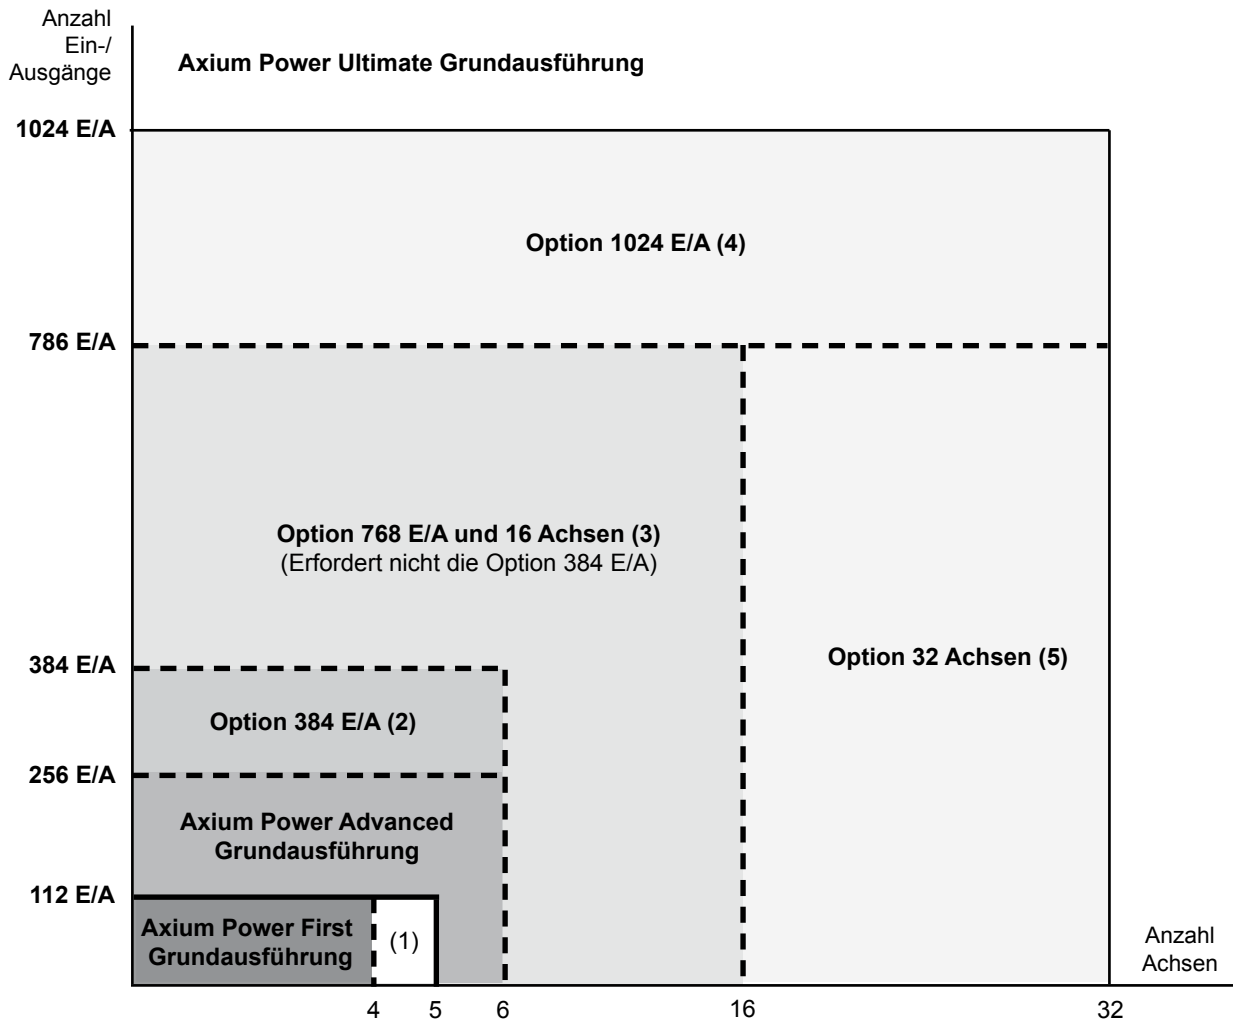 Anzahl
Ein-/
Ausgänge
Axium Power Ultimate Grundausführung
1024 E/A
Option 1024 E/A (4)
786 E/A
Option 768 E/A und 16 Achsen (3)
(Erfordert nicht die Option 384 E/A)
384 E/A
Option 32 Achsen (5)
Option 384 E/A (2)
256 E/A
Axium Power Advanced
Grundausführung
112 E/A
Axium Power First
Grundausführung
(1)
Anzahl
Achsen
4 5 6 16 32